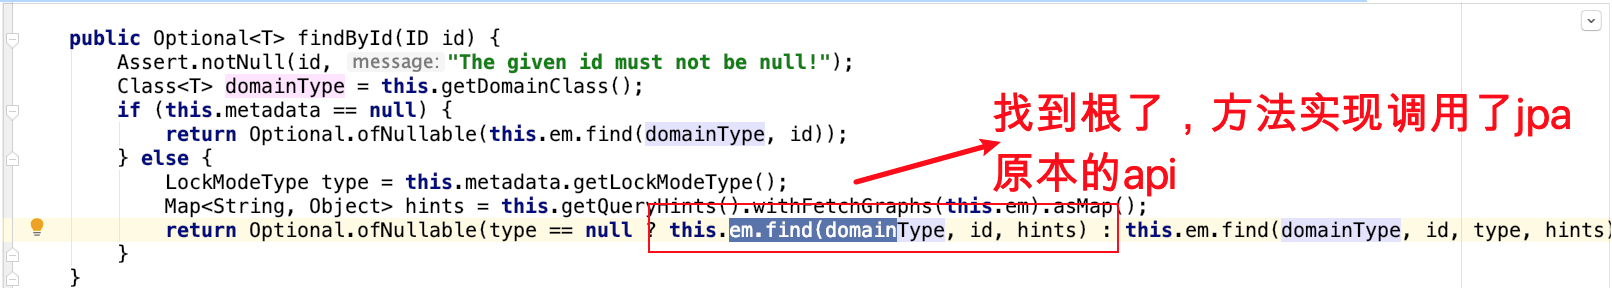 public Optional<T> findById(ID id) {
Assert.notNull(id, message: "The given id must not be null!");
Class<T> domainType = this.getDomainClass();
if (this.metadata == null) {
return Optional.ofNullable(this.em.find(domainType, id));
} else {
LockModeType type = this.metadata.getLockModeType();
Map<String, Object> hints = this.getQueryHints().withFetchGraphs(this.em).asMap();
return Optional.ofNullable(type == null ? this.em.find(domainType, id, hints) : this.em.find(domainType, id, type, hints)
}
}
找到根了，方法实现调用了jpa
原本的api